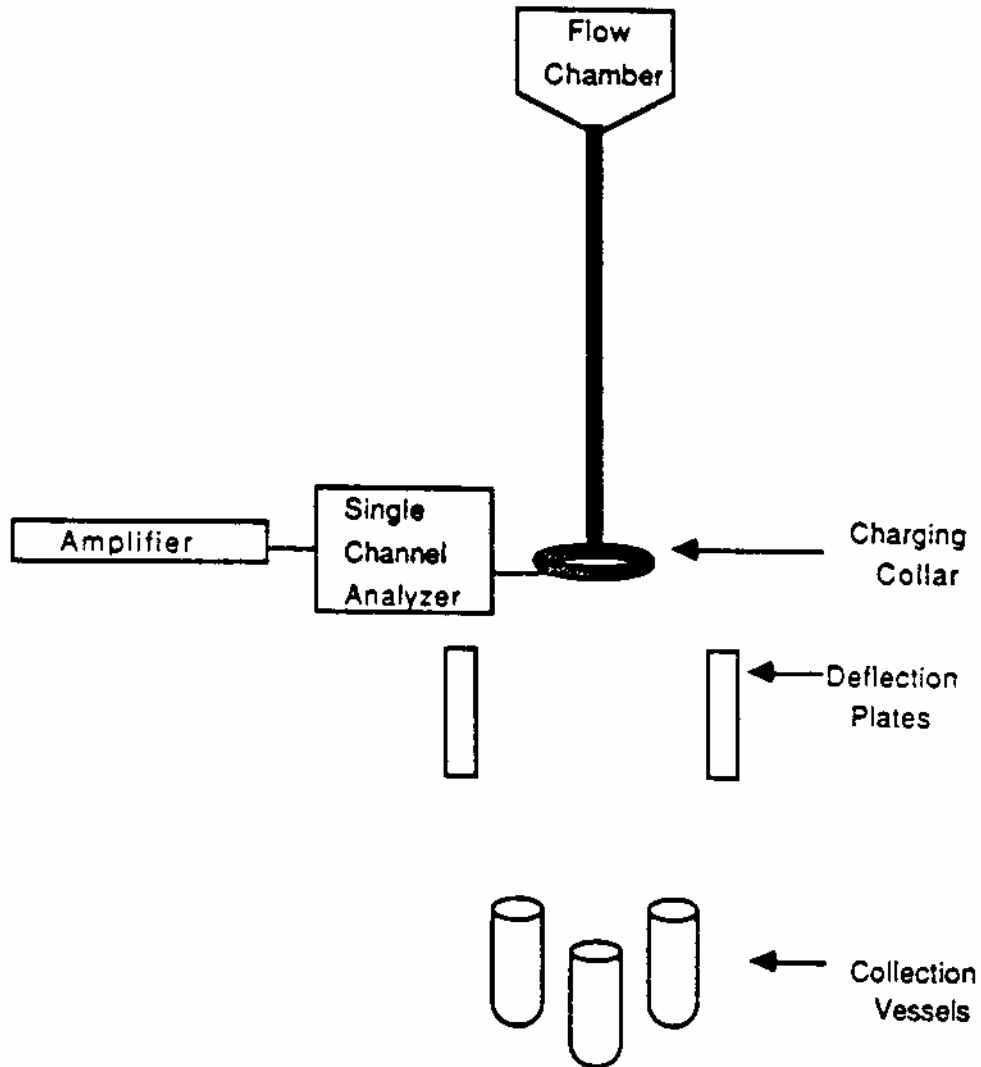 Flow
Chamber
Amplifier
Single
Channel
Analyzer
Charging
Collar
Deflection
Plates
Collection
Vessels